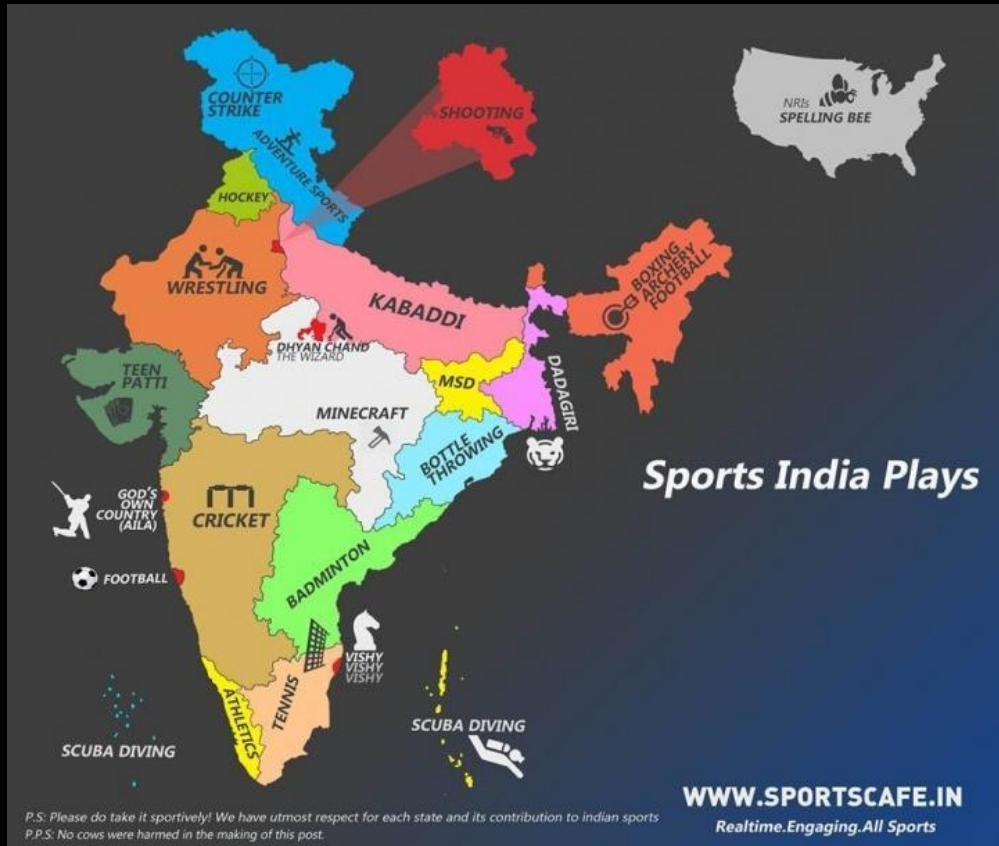 COUNTER
STRIKE
ADVENTURE SPORTS
SHOOTING
NRIs
SPELLING BEE
HOCKEY
WRESTLING
KABADDI
BOXING
ARCHERY
FOOTBALL
DHYAN CHAND
THE WIZARD
TEEN
PATTI
MSD
DADAGIRI
MINECRAFT
BOTTLE
THROWING
Sports India Plays
GOD'S
OWN
COUNTRY
(AILA)
CRICKET
FOOTBALL
BADMINTON
VISHY
VISHY
VISHY
ATHLETICS
TENNIS
SCUBA DIVING
SCUBA DIVING
WWW.SPORTSCAFE.IN
Realtime.Engaging.All Sports
P.S: Please do take it sportively! We have utmost respect for each state and its contribution to indian sports
P.P.S: No cows were harmed in the making of this post.